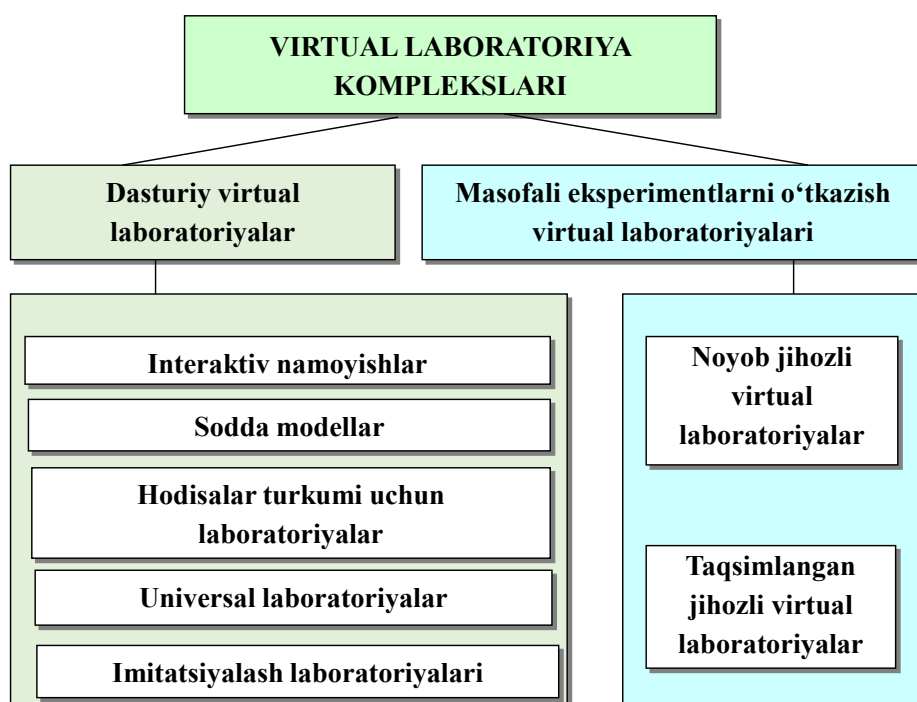 VIRTUAL LABORATORIYA
KOMPLEKSLARI
Dasturiy virtual
laboratoriyalar
Masofali eksperimentlarni o‘tkazish
virtual laboratoriyalari
Interaktiv namoyishlar
Sodda modellar
Hodisalar turkumi uchun
laboratoriyalar
Universal laboratoriyalar
Imitatsiyalash laboratoriyalari
Noyob jihozli
virtual
laboratoriyalar
Taqsimlangan
jihozli virtual
laboratoriyalar